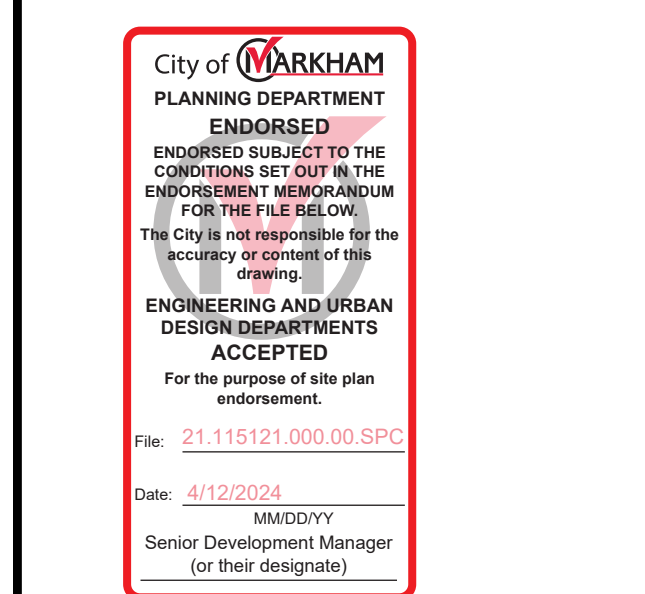 City of MARKHAM
PLANNING DEPARTMENT
ENDORSED
ENDORSED SUBJECT TO THE
CONDITIONS SET OUT IN THE
ENDORSEMENT MEMORANDUM
FOR THE FILE BELOW.
The City is not responsible for the
accuracy or content of this
drawing.
ENGINEERING AND URBAN
DESIGN DEPARTMENTS
ACCEPTED
For the purpose of site plan
endorsement.
File: 21.115121.000.00.SPC
Date: 4/12/2024
MM/DD/YY
Senior Development Manager
(or their designate)